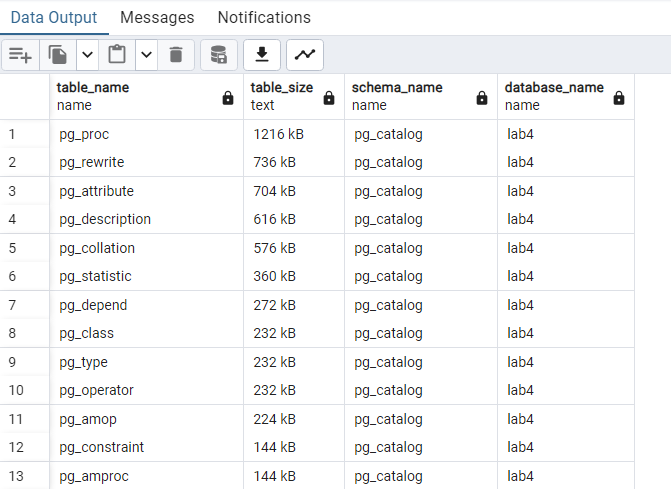 Data Output Messages Notifications
table_name table_size schema_name database_name
name text name name
1 pg_proc 1216 kB pg_catalog lab4
2 pg_rewrite 736 kB pg_catalog lab4
3 pg_attribute 704 kB pg_catalog lab4
4 pg_description 616 kB pg_catalog lab4
5 pg_collation 576 kB pg_catalog lab4
6 pg_statistic 360 kB pg_catalog lab4
7 pg_depend 272 kB pg_catalog lab4
8 pg_class 232 kB pg_catalog lab4
9 pg_type 232 kB pg_catalog lab4
10 pg_operator 232 kB pg_catalog lab4
11 pg_amop 224 kB pg_catalog lab4
12 pg_constraint 144 kB pg_catalog lab4
13 pg_amproc 144 kB pg_catalog lab4